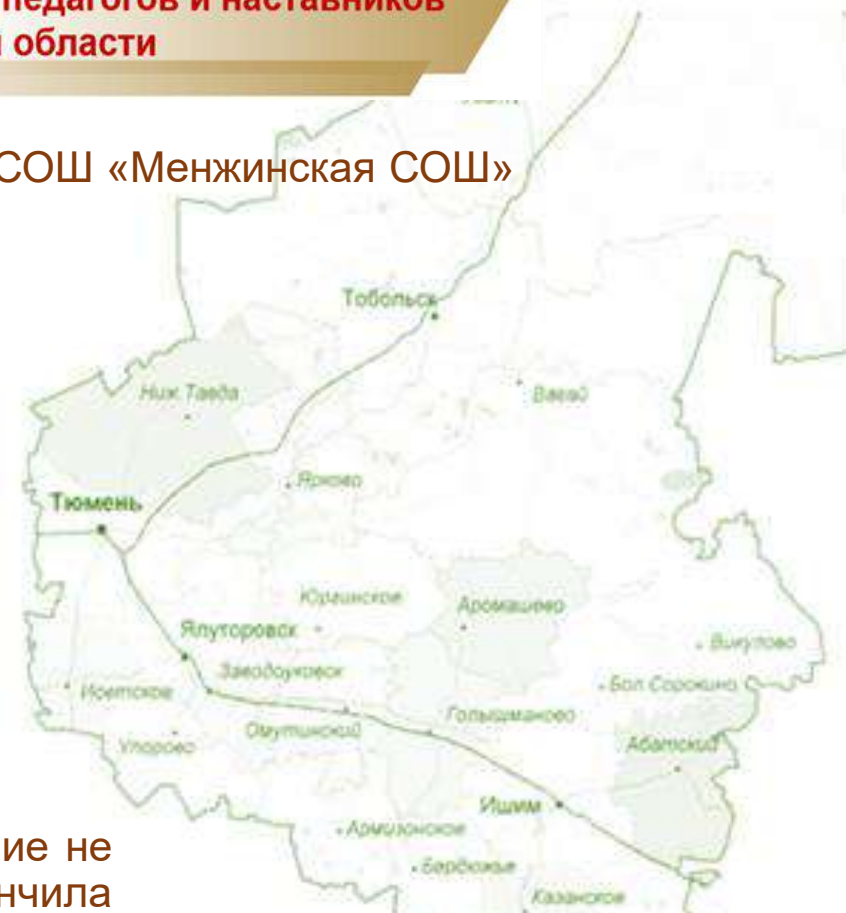 педагогов и наставников
области
СОШ «Менжинская СОШ»
Тобольск
Ниж.Тавда
Вагай
Ярково
Тюмень
Юргинское
Аромашево
Ялуторовск
Викулово
Заводоуковск
Исетское
Бол.Сорокино
Голышманово
Омутинский
Упорово
Абатский
Ишим
Армизонское
Бердюжье
Казанское
ие не
нчила